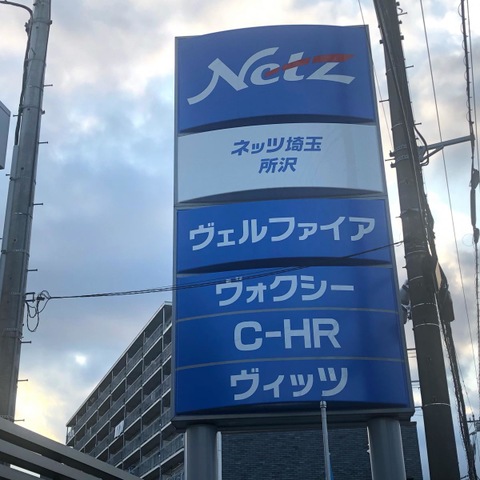 Netz
ネッツ埼玉
所沢
ヴェルファイア
ヴォクシー
C-HR
ヴィッツ